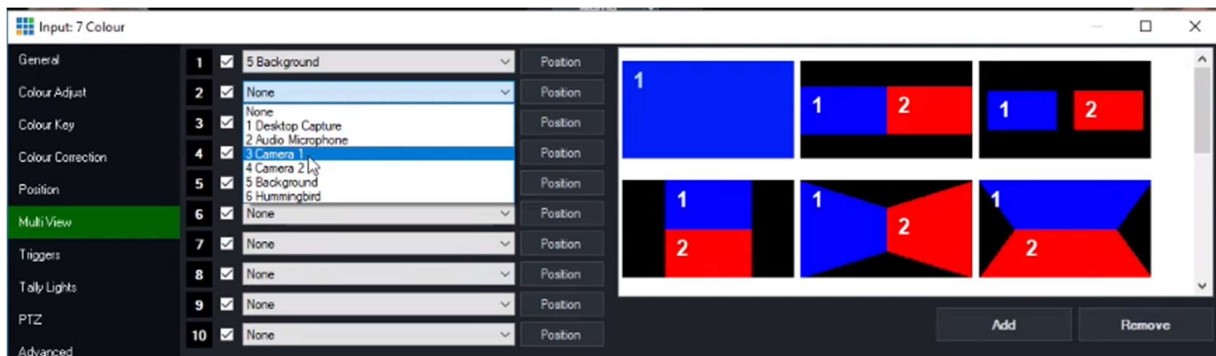 Input: 7 Colour
General
Colour Adjust
Colour Key
Colour Correction
Position
Multi View
Triggers
Tally Lights
PTZ
Advanced
1 5 Background Position
2 None Position
None
1 Desktop Capture
2 Audio Microphone
3 Camera 1
4 Camera 2
5 Background
6 Hummingbird
3 Position
4 Position
5 Position
6 None Position
7 None Position
8 None Position
9 None Position
10 None Position
1
1 2
1 2
1
2
1 2
1
2
Add Remove